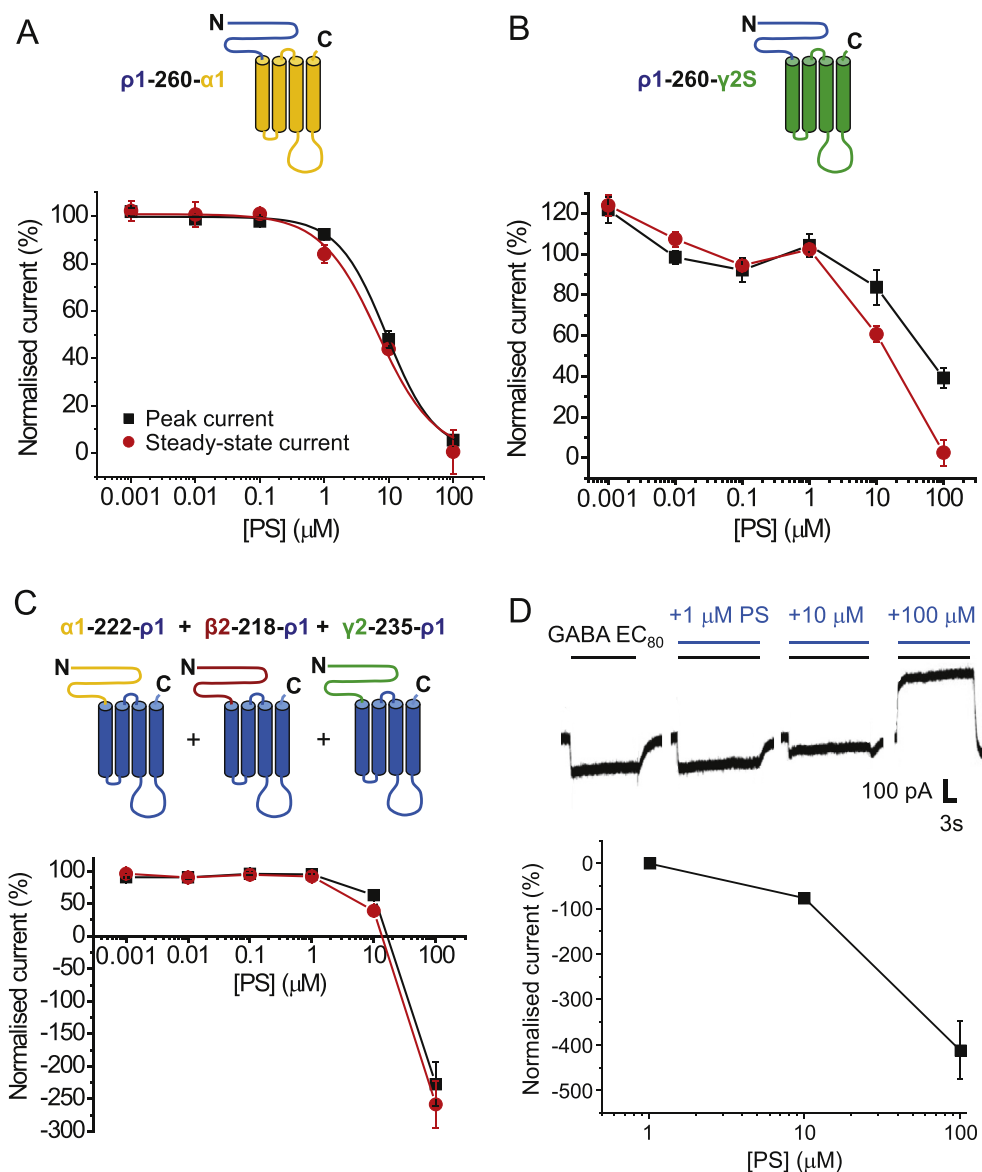 A
N
C
ρ1-260-α1
Normalised current (%)
100
80
60
40
20
0
Peak current
Steady-state current
0.001 0.01 0.1 1 10 100
[PS] (μM)
B
N
C
ρ1-260-γ2S
Normalised current (%)
120
100
80
60
40
20
0
0.001 0.01 0.1 1 10 100
[PS] (μM)
C
α1-222-ρ1 + β2-218-ρ1 + γ2-235-ρ1
N C N C N C
+ +
Normalised current (%)
100
50
0
-50
-100
-150
-200
-250
-300
0.001 0.01 0.1 1 10 100
[PS] (μM)
D
GABA EC80
+1 μM PS
+10 μM
+100 μM
100 pA
3s
Normalised current (%)
0
-100
-200
-300
-400
-500
1 10 100
[PS] (μM)